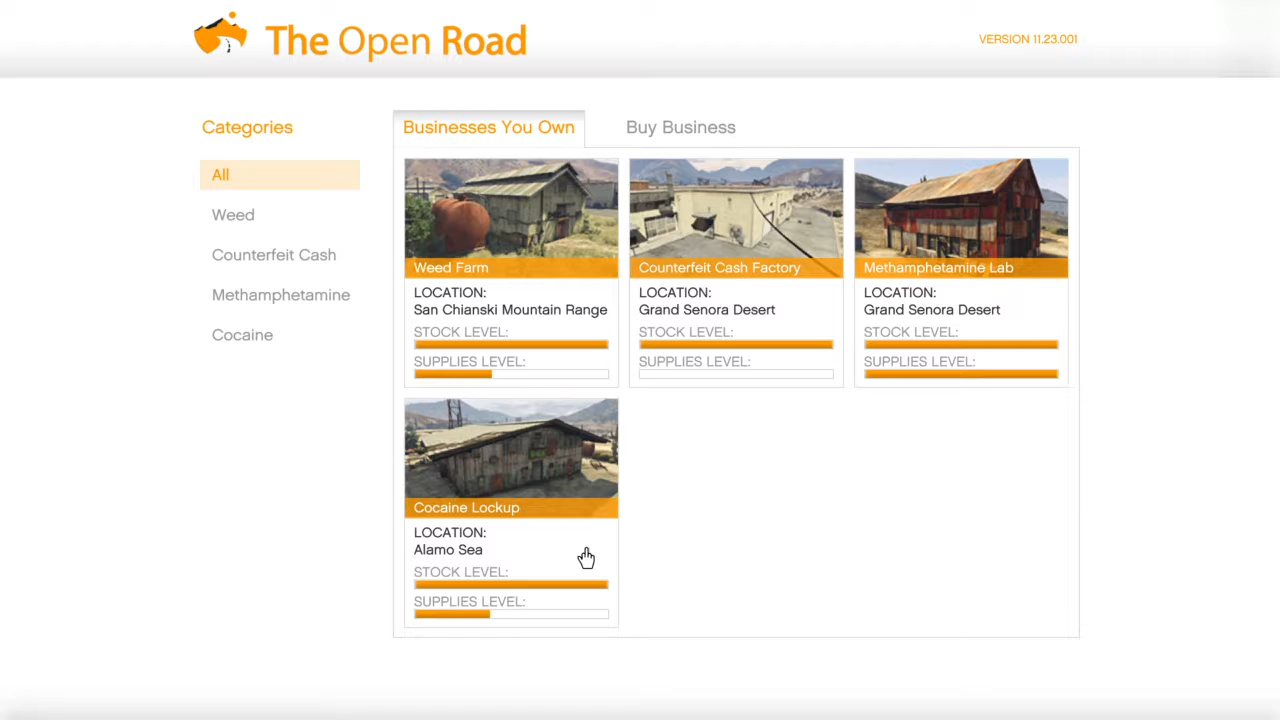 The Open Road
VERSION 11.23.001
Categories
All
Weed
Counterfeit Cash
Methamphetamine
Cocaine
Businesses You Own
Buy Business
Weed Farm
LOCATION:
San Chianski Mountain Range
STOCK LEVEL:
SUPPLIES LEVEL:
Counterfeit Cash Factory
LOCATION:
Grand Senora Desert
STOCK LEVEL:
SUPPLIES LEVEL:
Methamphetamine Lab
LOCATION:
Grand Senora Desert
STOCK LEVEL:
SUPPLIES LEVEL:
Cocaine Lockup
LOCATION:
Alamo Sea
STOCK LEVEL:
SUPPLIES LEVEL: